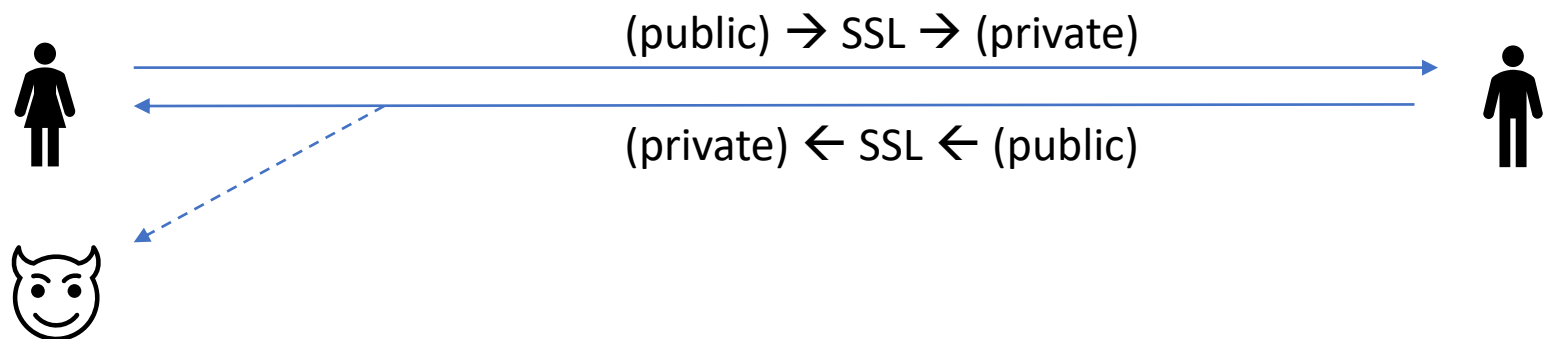 (public) → SSL → (private)
(private) ← SSL ← (public)